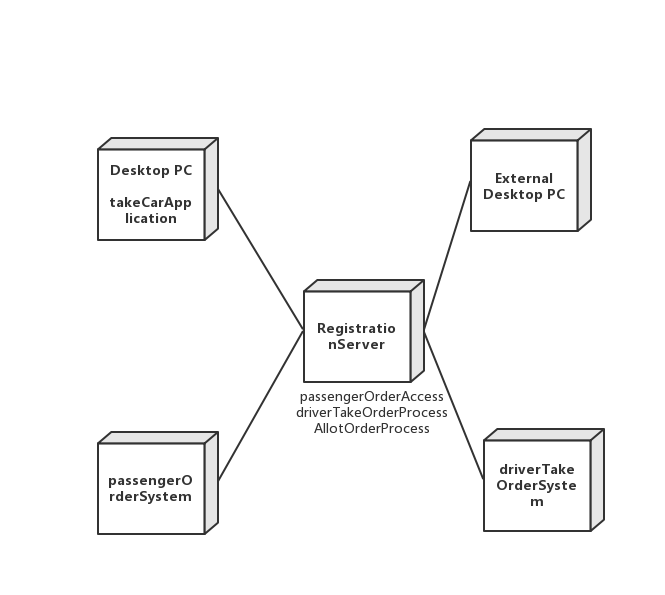 Desktop PC
takeCarApp
lication
External
Desktop PC
Registratio
nServer
passengerOrderAccess
driverTakeOrderProcess
AllotOrderProcess
passengerO
rderSystem
driverTake
OrderSyste
m